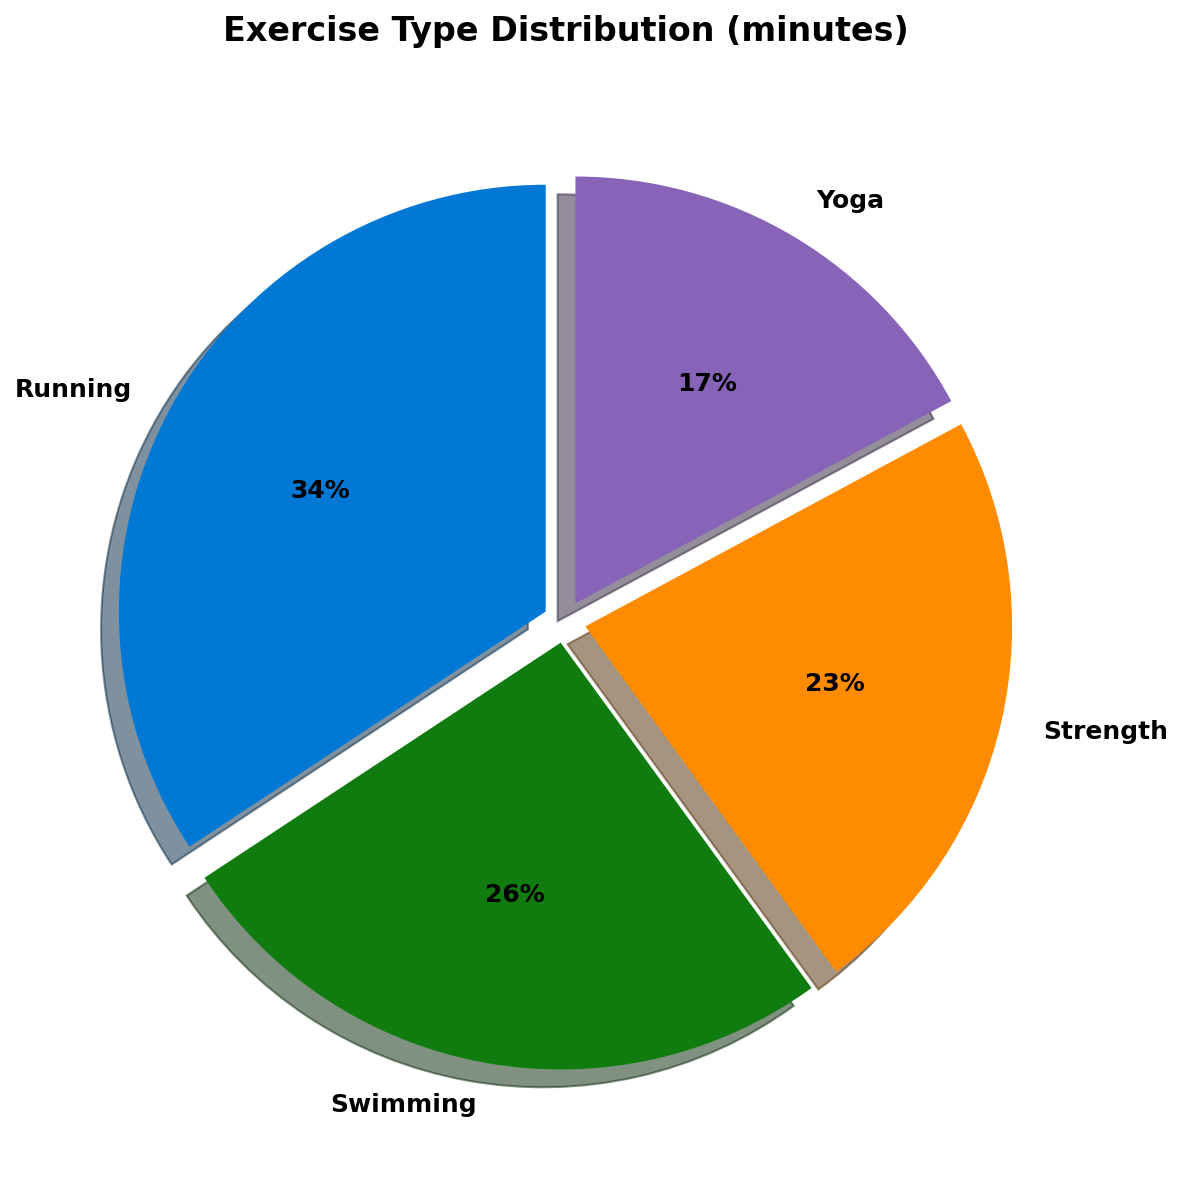 Exercise Type Distribution (minutes)
Yoga
17%
Running
34%
23%
Strength
26%
Swimming